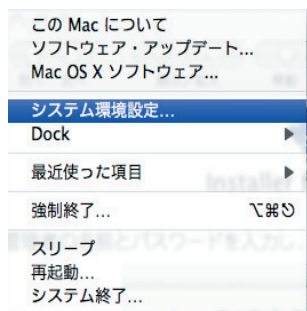 この Mac について
ソフトウェア・アップデート...
Mac OS X ソフトウェア...
システム環境設定...
Dock ▶
最近使った項目 ▶
強制終了... ⌥⌘⎋
スリープ
再起動...
システム終了...